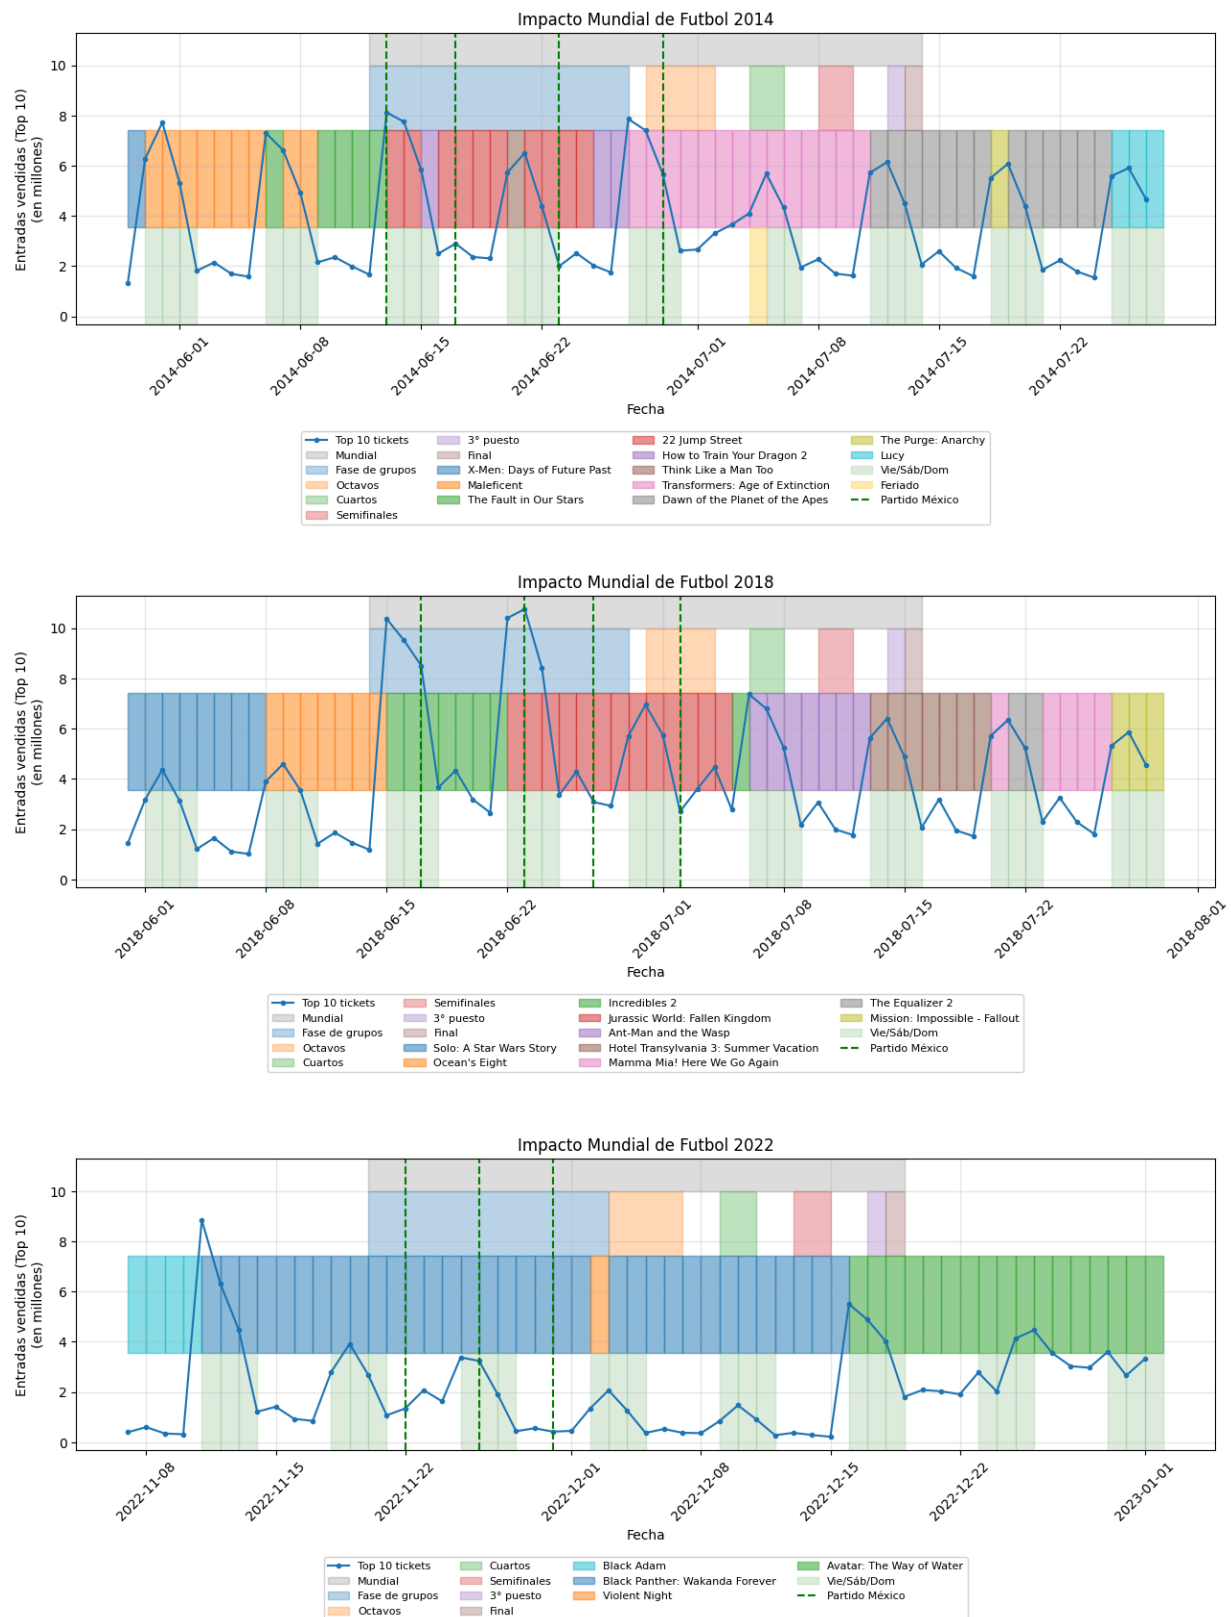 Impacto Mundial de Futbol 2014
Entradas vendidas (Top 10)
(en millones)
10
8
6
4
2
0
2014-06-01
2014-06-08
2014-06-15
2014-06-22
2014-07-01
2014-07-08
2014-07-15
2014-07-22
Fecha
Top 10 tickets
Mundial
Fase de grupos
Octavos
Cuartos
Semifinales
3° puesto
Final
X-Men: Days of Future Past
Maleficent
The Fault in Our Stars
22 Jump Street
How to Train Your Dragon 2
Think Like a Man Too
Transformers: Age of Extinction
Dawn of the Planet of the Apes
The Purge: Anarchy
Lucy
Vie/Sáb/Dom
Feriado
Partido México
Impacto Mundial de Futbol 2018
Entradas vendidas (Top 10)
(en millones)
10
8
6
4
2
0
2018-06-01
2018-06-08
2018-06-15
2018-06-22
2018-07-01
2018-07-08
2018-07-15
2018-07-22
2018-08-01
Fecha
Top 10 tickets
Mundial
Fase de grupos
Octavos
Cuartos
Semifinales
3° puesto
Final
Solo: A Star Wars Story
Ocean's Eight
Incredibles 2
Jurassic World: Fallen Kingdom
Ant-Man and the Wasp
Hotel Transylvania 3: Summer Vacation
Mamma Mia! Here We Go Again
The Equalizer 2
Mission: Impossible - Fallout
Vie/Sáb/Dom
Partido México
Impacto Mundial de Futbol 2022
Entradas vendidas (Top 10)
(en millones)
10
8
6
4
2
0
2022-11-08
2022-11-15
2022-11-22
2022-12-01
2022-12-08
2022-12-15
2022-12-22
2023-01-01
Fecha
Top 10 tickets
Mundial
Fase de grupos
Octavos
Cuartos
Semifinales
3° puesto
Final
Black Adam
Black Panther: Wakanda Forever
Violent Night
Avatar: The Way of Water
Vie/Sáb/Dom
Partido México